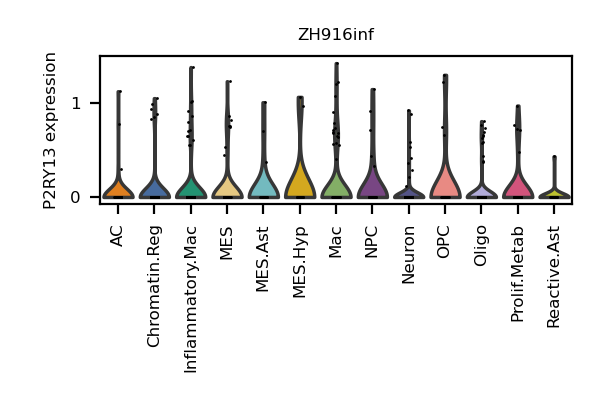 ZH916inf
P2RY13 expression
1
0
AC
Chromatin.Reg
Inflammatory.Mac
MES
MES.Ast
MES.Hyp
Mac
NPC
Neuron
OPC
Oligo
Prolif.Metab
Reactive.Ast